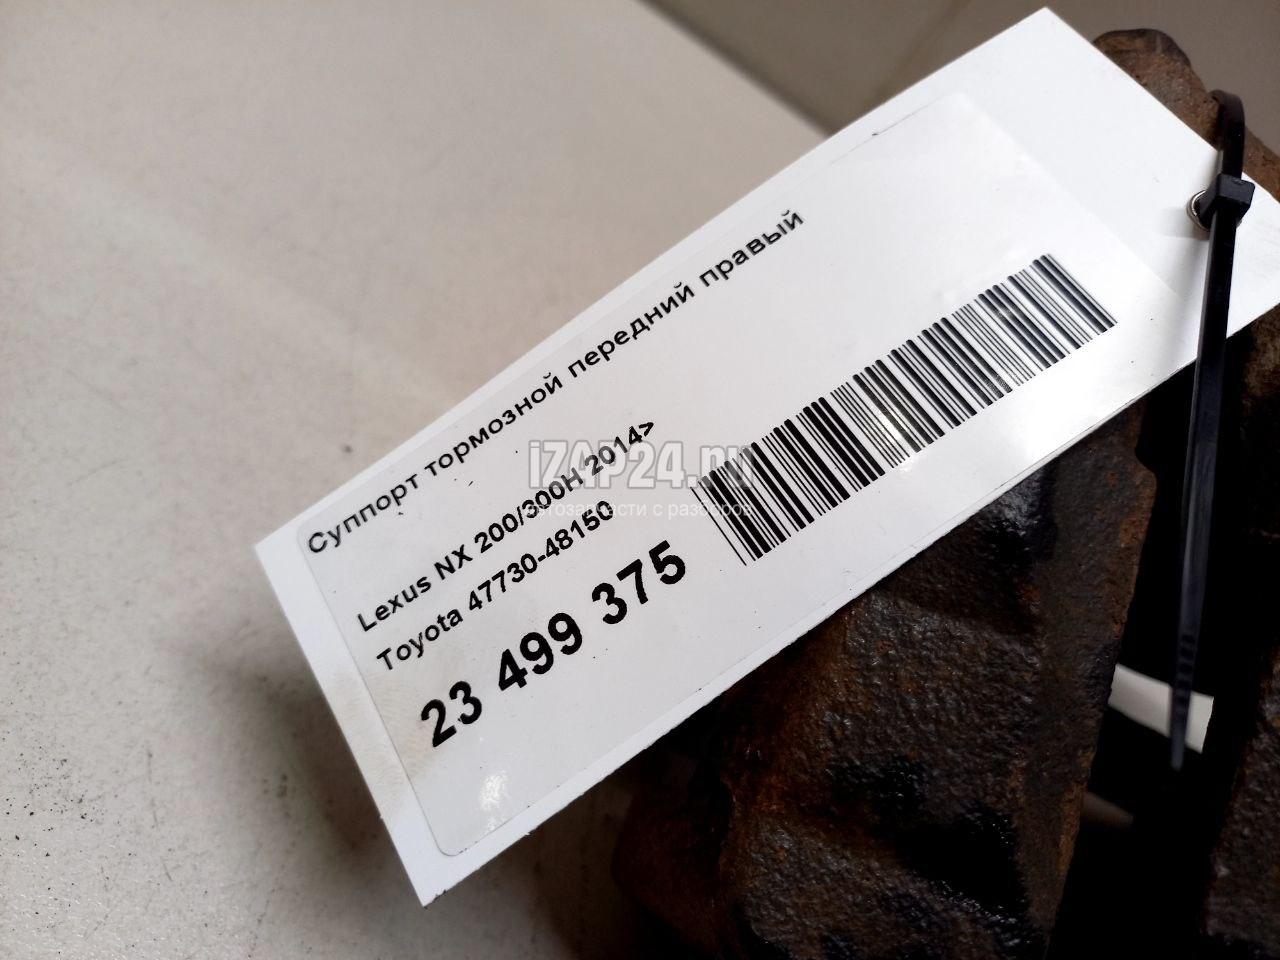 Суппорт тормозной передний правый
Lexus NX 200/300H 2014>
Toyota 47730-48150
23 499 375
iZAP24.ru
автозапчасти с разборов